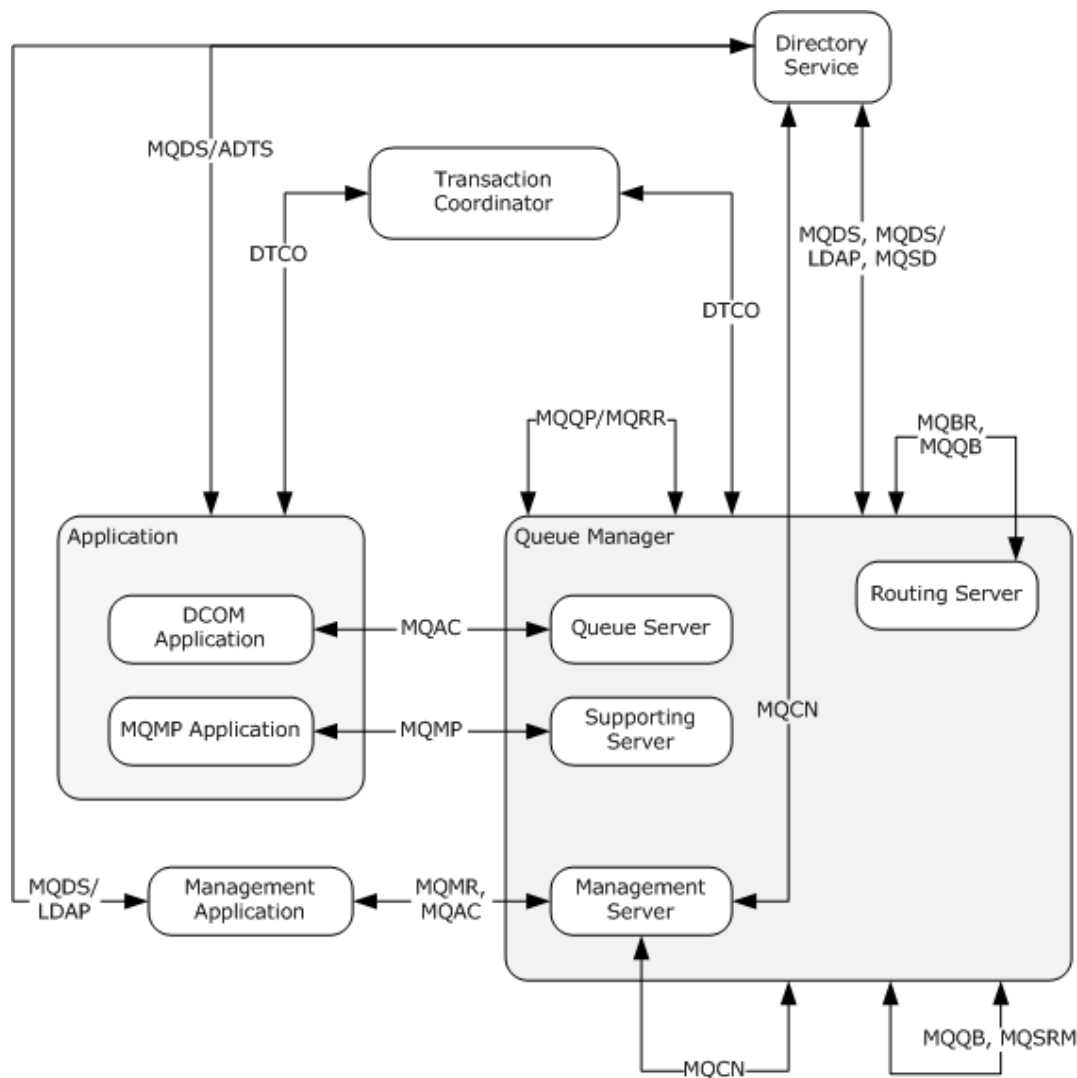 Directory
Service
MQDS/ADTS
Transaction
Coordinator
MQDS, MQDS/
LDAP, MQSD
DTCO
DTCO
MQQP/MQRR
MQBR,
MQQB
Application
Queue Manager
Routing Server
DCOM
Application
MQAC
Queue Server
MQMP Application
MQMP
Supporting
Server
MQCN
MQDS/
LDAP
Management
Application
MQMR,
MQAC
Management
Server
MQQB, MQSRM
MQCN